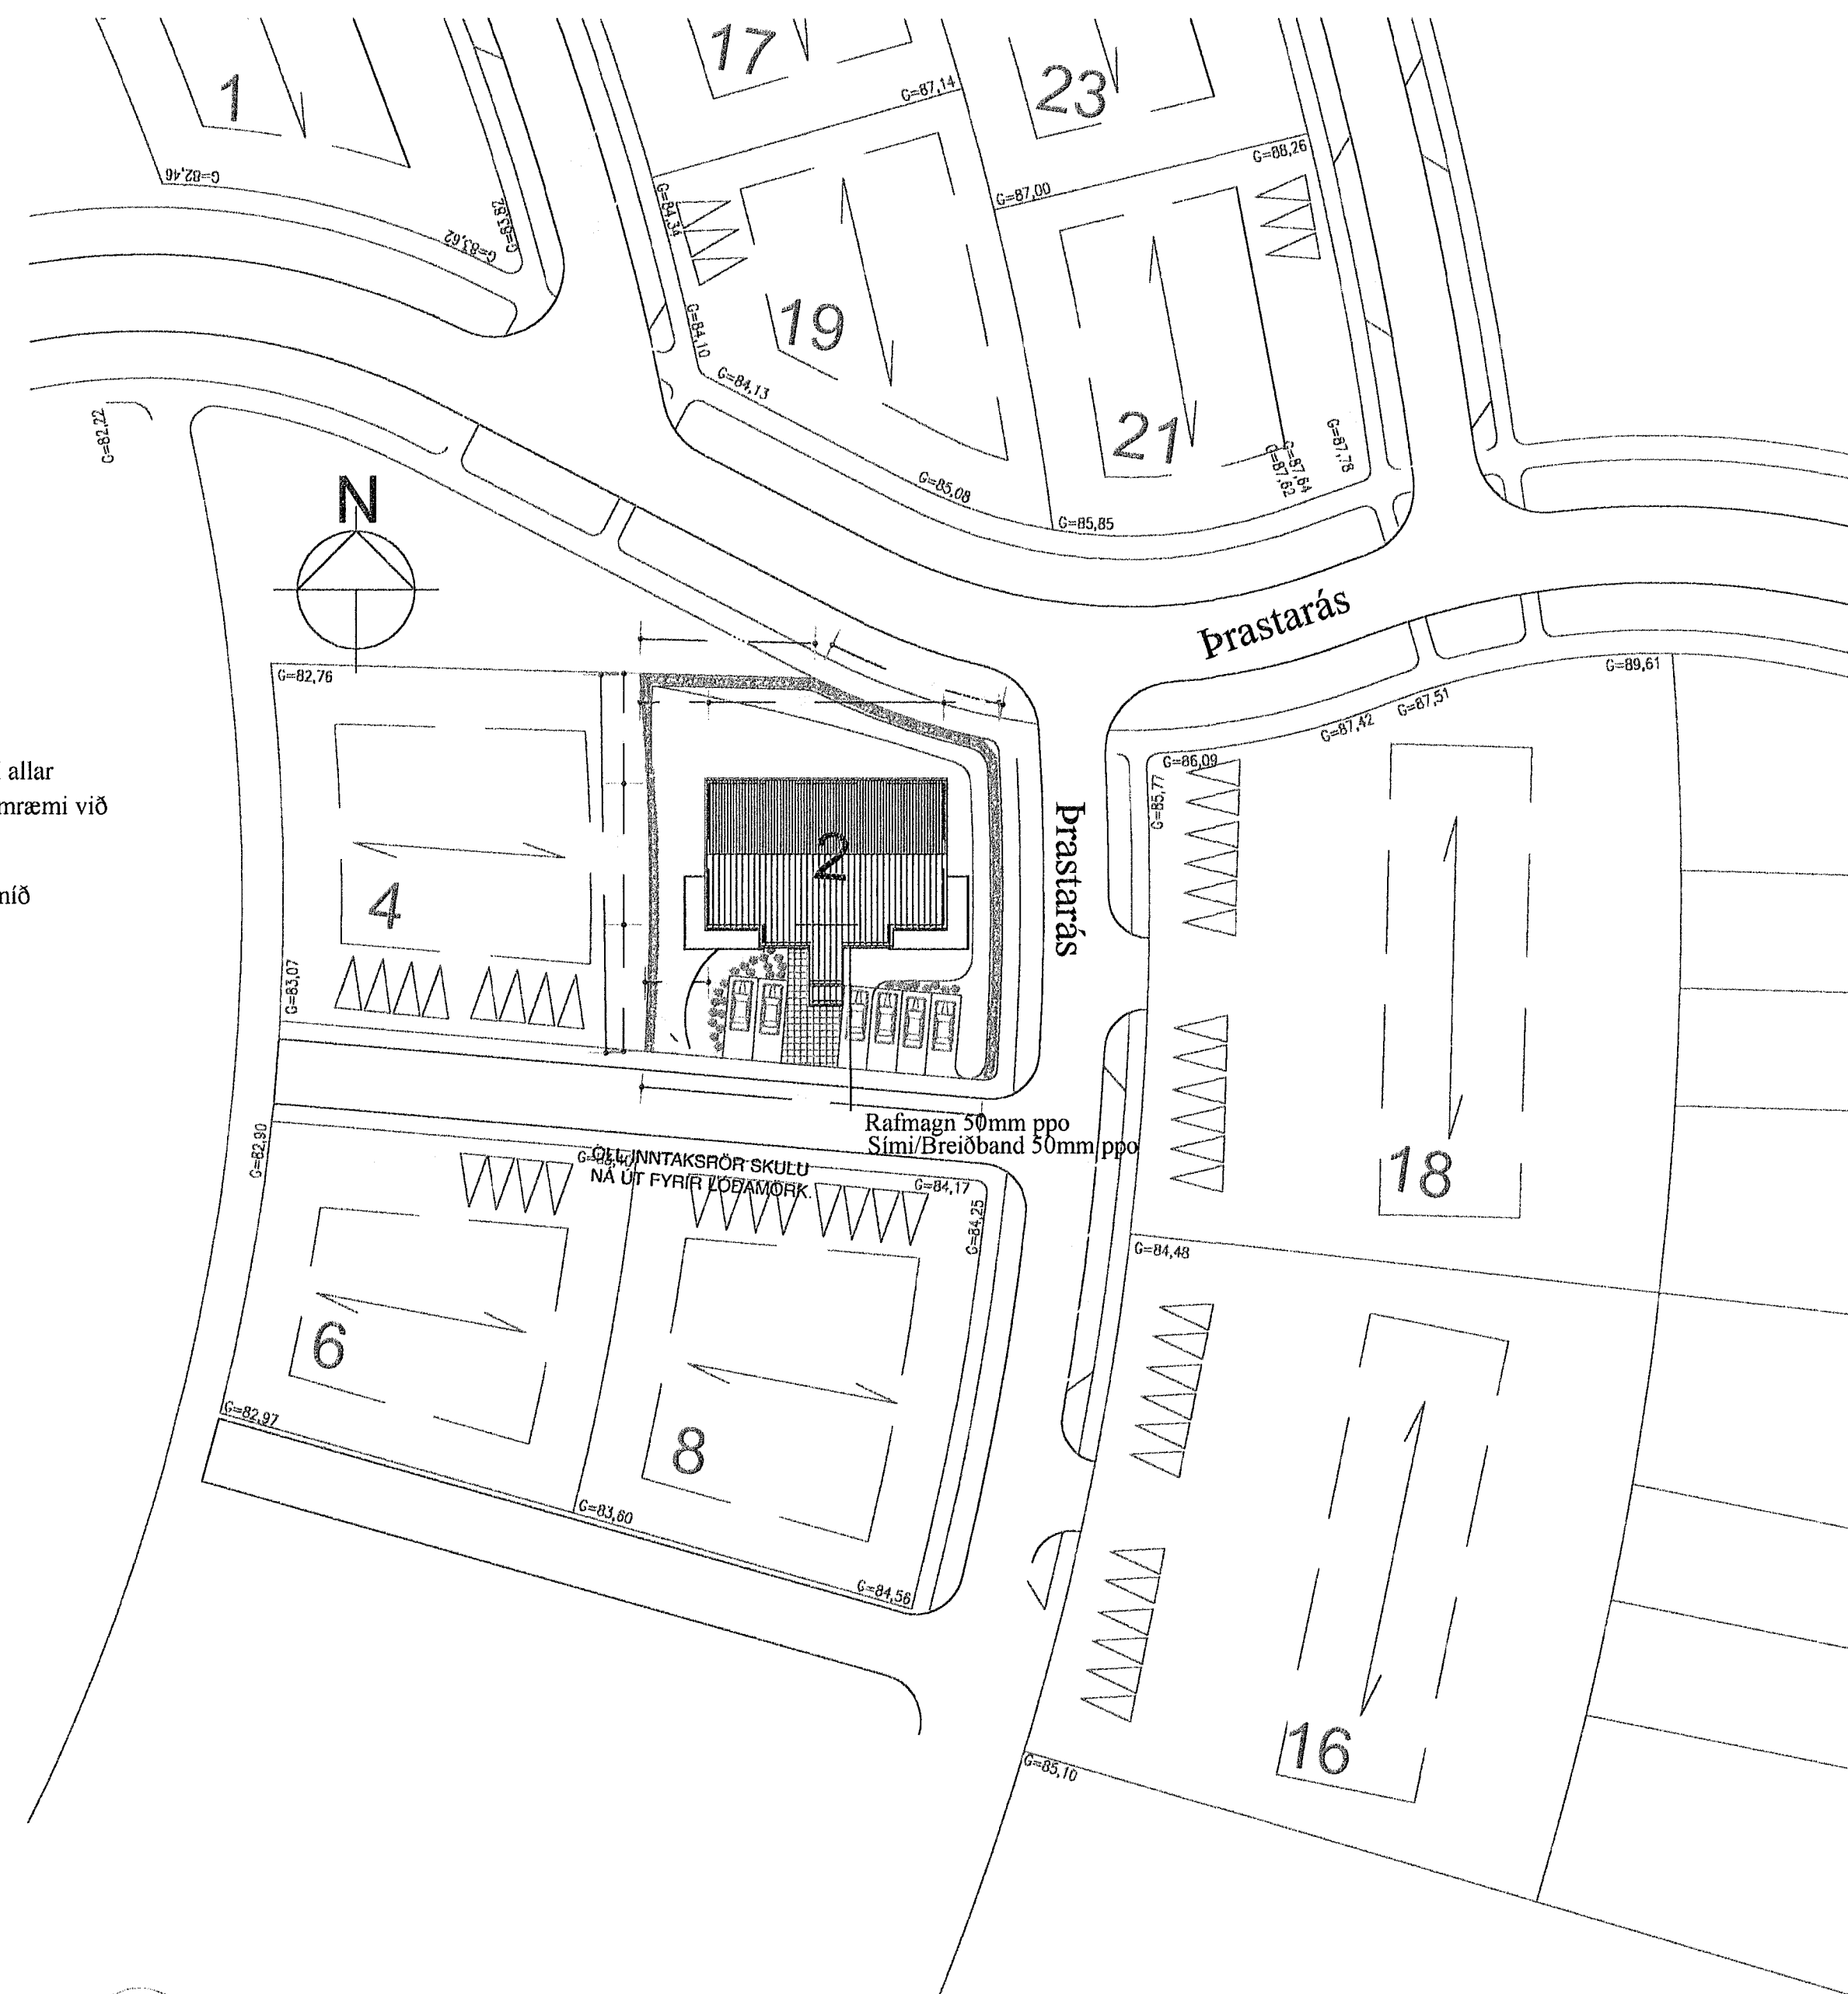 1
17
23
G=87,14
G=82,46
G=83,62
G=83,82
G=84,34
G=87,00
G=88,26
G=84,10
19
21
G=84,13
G=82,22
G=85,08
G=85,85
G=87,78
G=87,64
G=87,62
N
Þrastarás
G=82,76
G=89,61
G=87,51
G=87,42
G=86,09
G=85,77
allar
mræmi við
míð
Þrastarás
2
4
G=83,07
Rafmagn 50mm ppo
Sími/Breiðband 50mm ppo
G=82,90
ÖLL INNTAKSRÖR SKULU
NÁ ÚT FYRIR LÓÐAMÖRK.
G=84,17
G=84,25
18
G=84,48
6
8
G=82,97
G=83,60
G=84,56
16
G=85,10